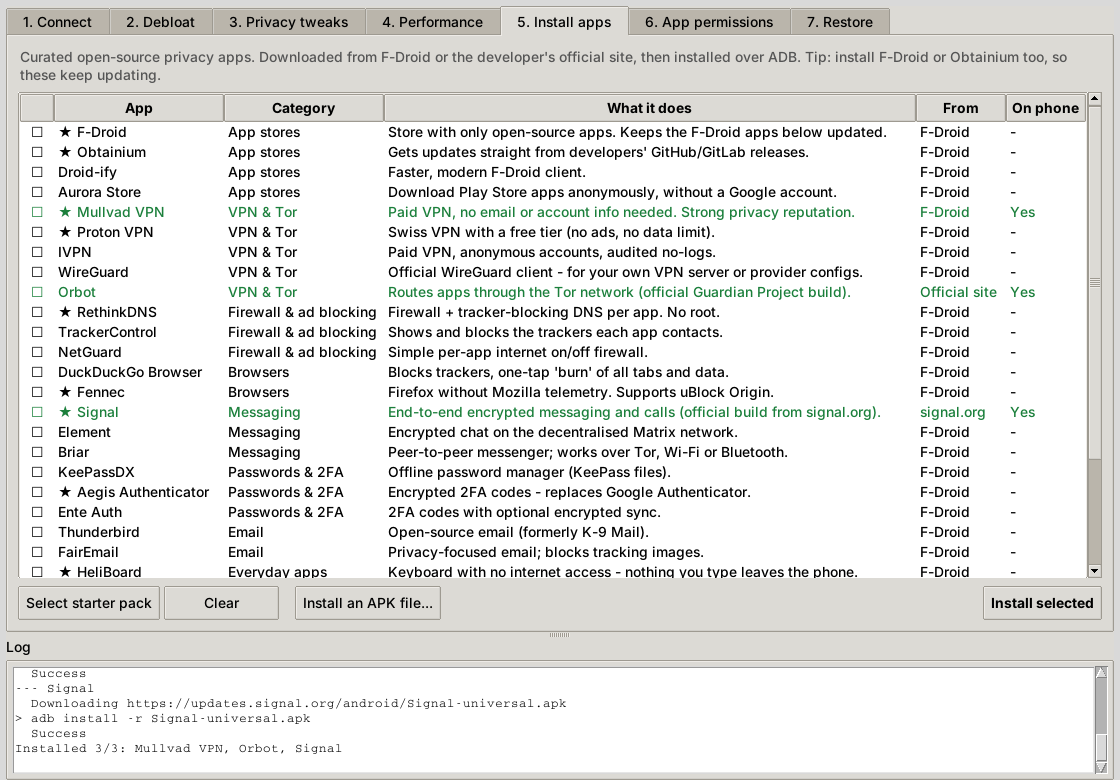 1. Connect 2. Debloat 3. Privacy tweaks 4. Performance 5. Install apps 6. App permissions 7. Restore
Curated open-source privacy apps. Downloaded from F-Droid or the developer's official site, then installed over ADB. Tip: install F-Droid or Obtainium too, so
these keep updating.
App Category What it does From On phone
☐ ★ F-Droid App stores Store with only open-source apps. Keeps the F-Droid apps below updated. F-Droid -
☐ ★ Obtainium App stores Gets updates straight from developers' GitHub/GitLab releases. F-Droid -
☐ Droid-ify App stores Faster, modern F-Droid client. F-Droid -
☐ Aurora Store App stores Download Play Store apps anonymously, without a Google account. F-Droid -
☐ ★ Mullvad VPN VPN & Tor Paid VPN, no email or account info needed. Strong privacy reputation. F-Droid Yes
☐ ★ Proton VPN VPN & Tor Swiss VPN with a free tier (no ads, no data limit). F-Droid -
☐ IVPN VPN & Tor Paid VPN, anonymous accounts, audited no-logs. F-Droid -
☐ WireGuard VPN & Tor Official WireGuard client - for your own VPN server or provider configs. F-Droid -
☐ Orbot VPN & Tor Routes apps through the Tor network (official Guardian Project build). Official site Yes
☐ ★ RethinkDNS Firewall & ad blocking Firewall + tracker-blocking DNS per app. No root. F-Droid -
☐ TrackerControl Firewall & ad blocking Shows and blocks the trackers each app contacts. F-Droid -
☐ NetGuard Firewall & ad blocking Simple per-app internet on/off firewall. F-Droid -
☐ DuckDuckGo Browser Browsers Blocks trackers, one-tap 'burn' of all tabs and data. F-Droid -
☐ ★ Fennec Browsers Firefox without Mozilla telemetry. Supports uBlock Origin. F-Droid -
☐ ★ Signal Messaging End-to-end encrypted messaging and calls (official build from signal.org). signal.org Yes
☐ Element Messaging Encrypted chat on the decentralised Matrix network. F-Droid -
☐ Briar Messaging Peer-to-peer messenger; works over Tor, Wi-Fi or Bluetooth. F-Droid -
☐ KeePassDX Passwords & 2FA Offline password manager (KeePass files). F-Droid -
☐ ★ Aegis Authenticator Passwords & 2FA Encrypted 2FA codes - replaces Google Authenticator. F-Droid -
☐ Ente Auth Passwords & 2FA 2FA codes with optional encrypted sync. F-Droid -
☐ Thunderbird Email Open-source email (formerly K-9 Mail). F-Droid -
☐ FairEmail Email Privacy-focused email; blocks tracking images. F-Droid -
☐ ★ HeliBoard Everyday apps Keyboard with no internet access - nothing you type leaves the phone. F-Droid -
Select starter pack Clear Install an APK file... Install selected
Log
Success
--- Signal
Downloading https://updates.signal.org/android/Signal-universal.apk
> adb install -r Signal-universal.apk
Success
Installed 3/3: Mullvad VPN, Orbot, Signal